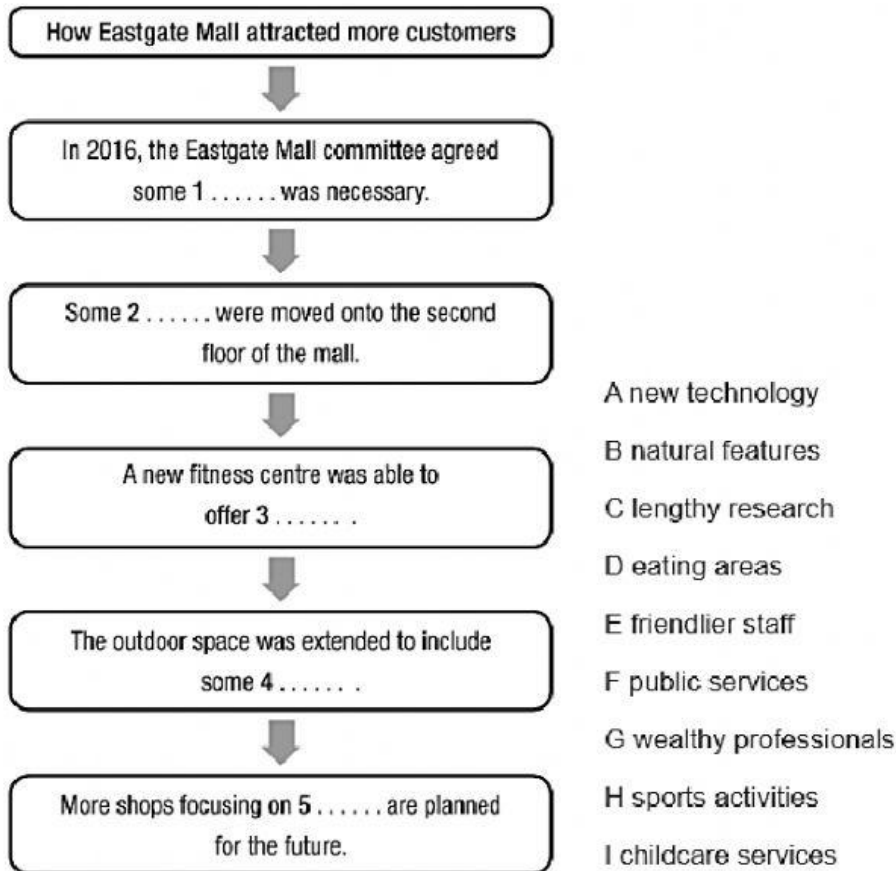 How Eastgate Mall attracted more customers
In 2016, the Eastgate Mall committee agreed
some 1 . . . . . . was necessary.
Some 2 . . . . . . were moved onto the second
floor of the mall.
A new fitness centre was able to
offer 3 . . . . . . .
The outdoor space was extended to include
some 4 . . . . . . .
More shops focusing on 5 . . . . . . are planned
for the future.
A new technology
B natural features
C lengthy research
D eating areas
E friendlier staff
F public services
G wealthy professionals
H sports activities
I childcare services